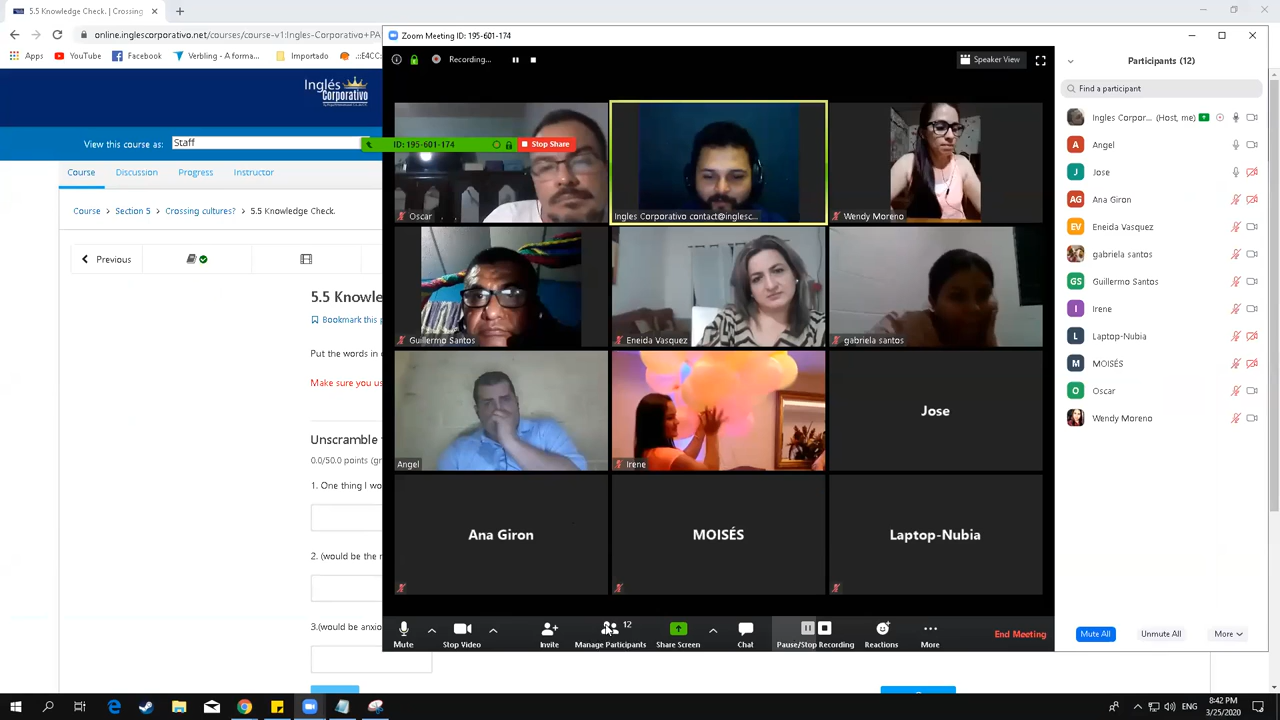 5.5 Knowledge Check. | Crossing
online.inglescorporativo.net/courses/course-v1:Ingles-Corporativo+PA
Apps
YouTube
Facebook
Verbling - A forma...
Importado
Zoom Meeting ID: 195-601-174
Recording...
Speaker View
Participants (12)
Find a participant
Inglés
Corporativo
View this course as:
Staff
ID: 195-601-174
Stop Share
Course
Discussion
Progress
Instructor
Course > Section 5 > Crossing cultures? > 5.5 Knowledge Check.
Previous
5.5 Knowle
Bookmark this p
Put the words in o
Make sure you us
Unscramble
0.0/50.0 points (gr
1. One thing I wo
2. (would be the m
3.(would be anxio
Oscar
Ingles Corporativo contact@inglesc...
Wendy Moreno
Guillermo Santos
Eneida Vasquez
gabriela santos
Angel
Irene
Jose
Ana Giron
MOISÉS
Laptop-Nubia
Ingles Corpor... (Host, me)
A Angel
J Jose
AG Ana Giron
EV Eneida Vasquez
gabriela santos
GS Guillermo Santos
I Irene
L Laptop-Nubia
M MOISÉS
O Oscar
Wendy Moreno
Mute
Stop Video
Invite
12
Manage Participants
Share Screen
Chat
Pause/Stop Recording
Reactions
More
End Meeting
Mute All
Unmute All
More
ENG
8:42 PM
3/25/2020